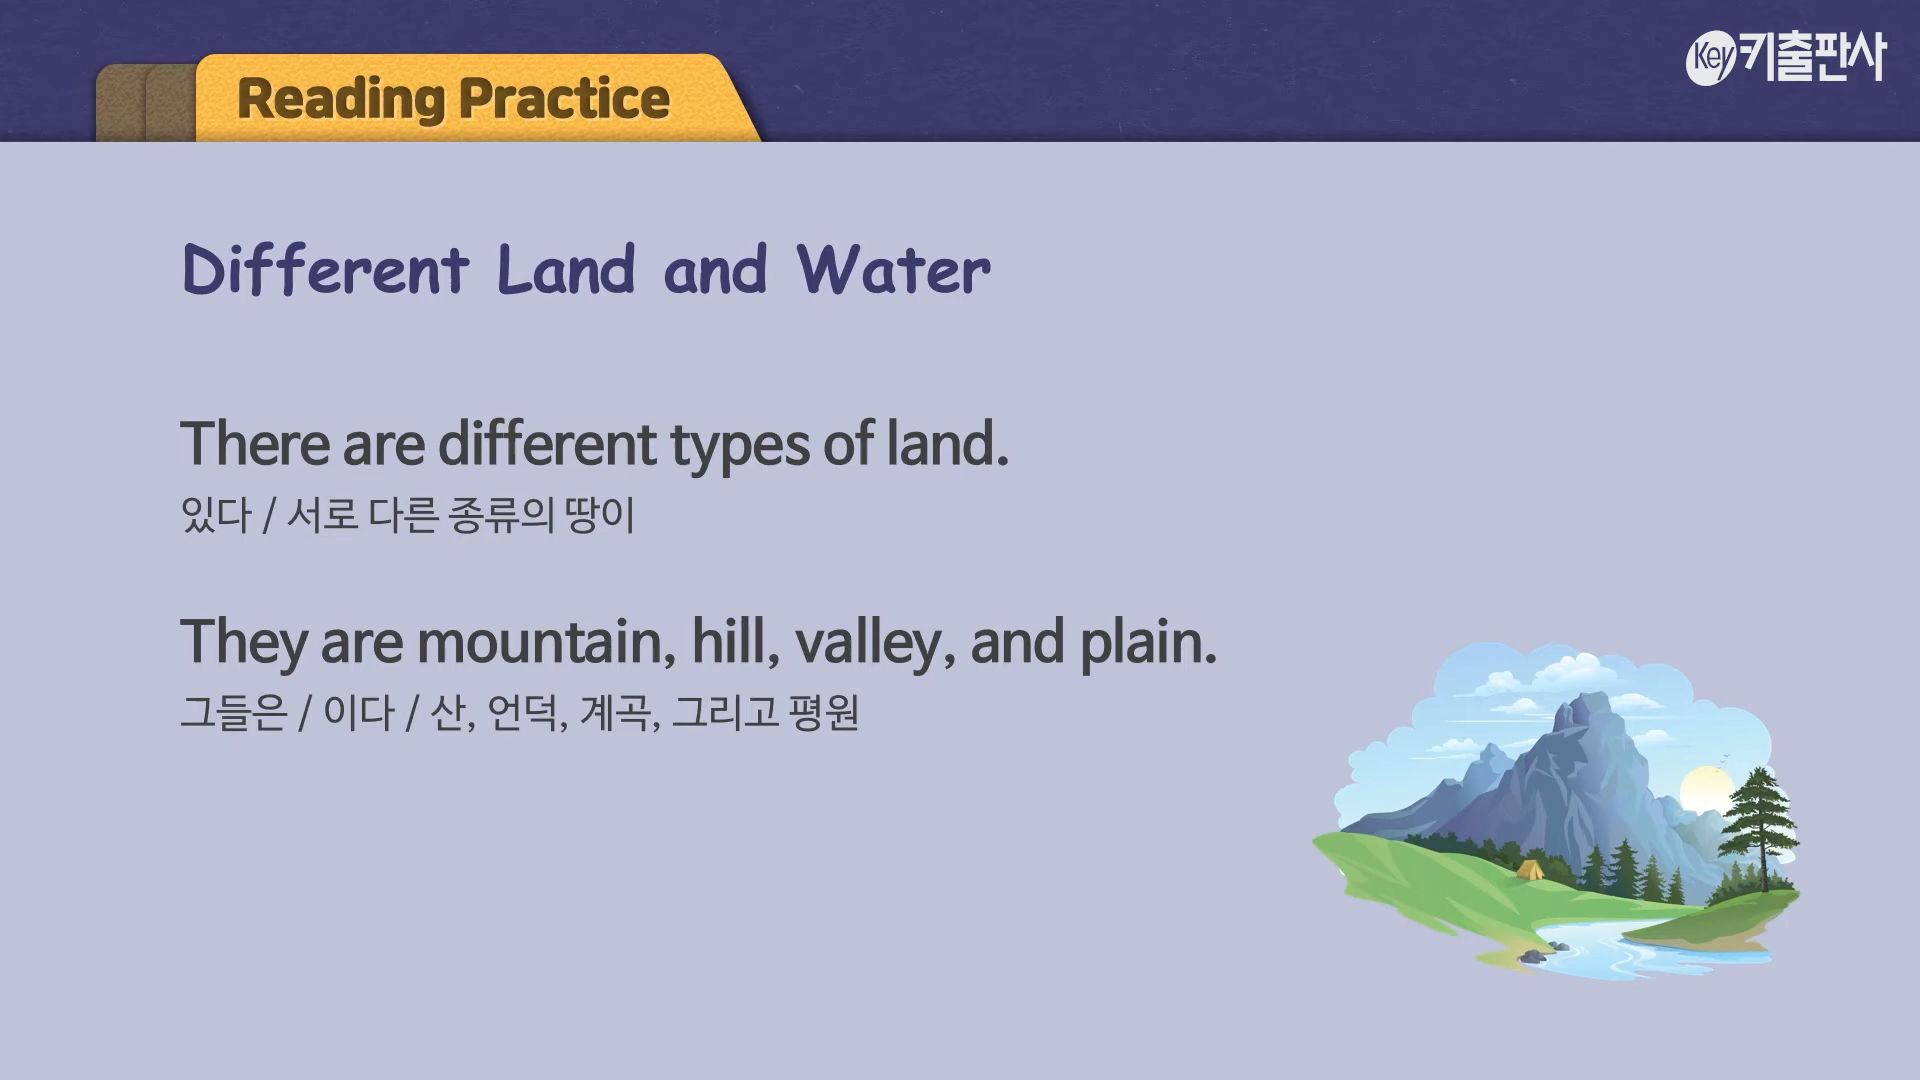 Reading Practice
Key 키출판사
Different Land and Water
There are different types of land.
있다 / 서로 다른 종류의 땅이
They are mountain, hill, valley, and plain.
그들은 / 이다 / 산, 언덕, 계곡, 그리고 평원